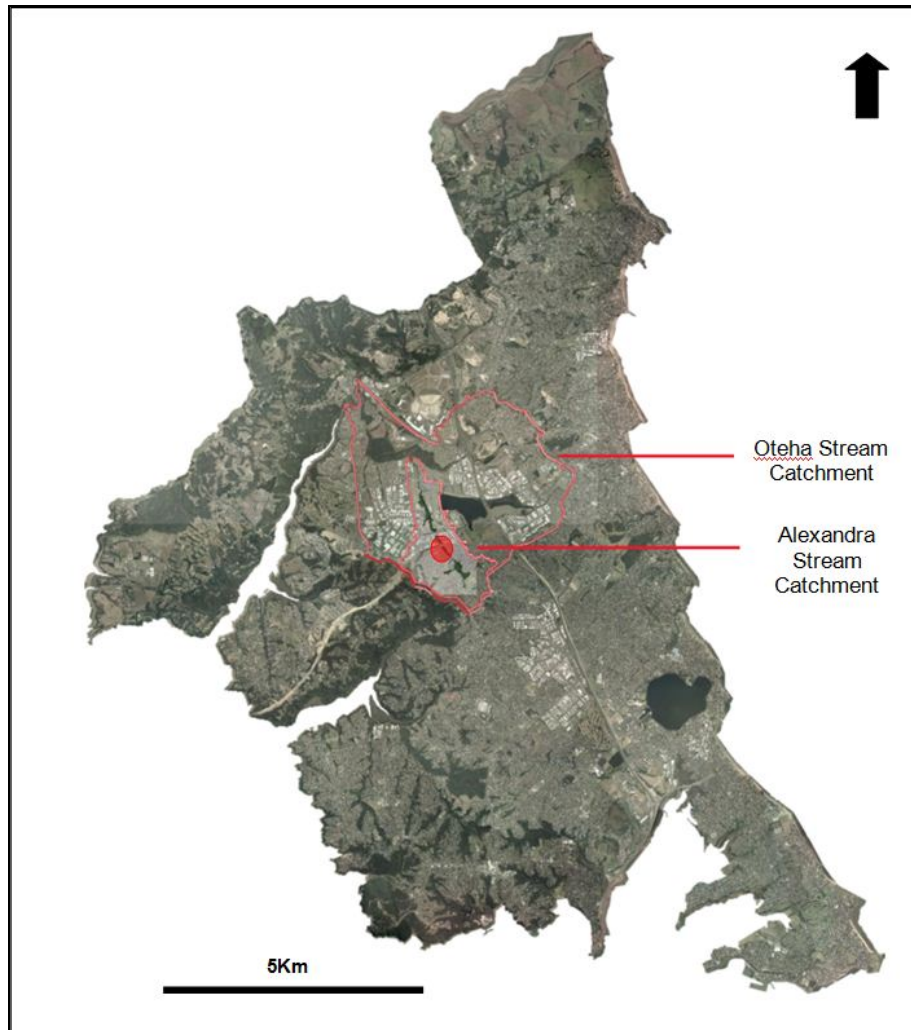 Oteha Stream
Catchment
Alexandra
Stream
Catchment
5Km